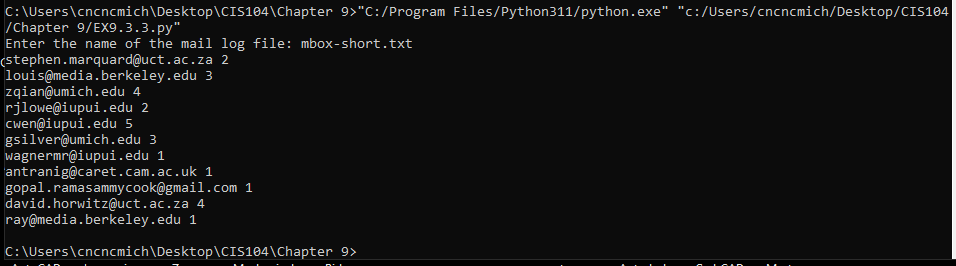 C:\Users\cncncmich\Desktop\CIS104\Chapter 9>"C:/Program Files/Python311/python.exe" "c:/Users/cncncmich/Desktop/CIS104
/Chapter 9/EX9.3.3.py"
Enter the name of the mail log file: mbox-short.txt
stephen.marquard@uct.ac.za 2
louis@media.berkeley.edu 3
zqian@umich.edu 4
rjlowe@iupui.edu 2
cwen@iupui.edu 5
gsilver@umich.edu 3
wagnermr@iupui.edu 1
antranig@caret.cam.ac.uk 1
gopal.ramasammycook@gmail.com 1
david.horwitz@uct.ac.za 4
ray@media.berkeley.edu 1
C:\Users\cncncmich\Desktop\CIS104\Chapter 9>